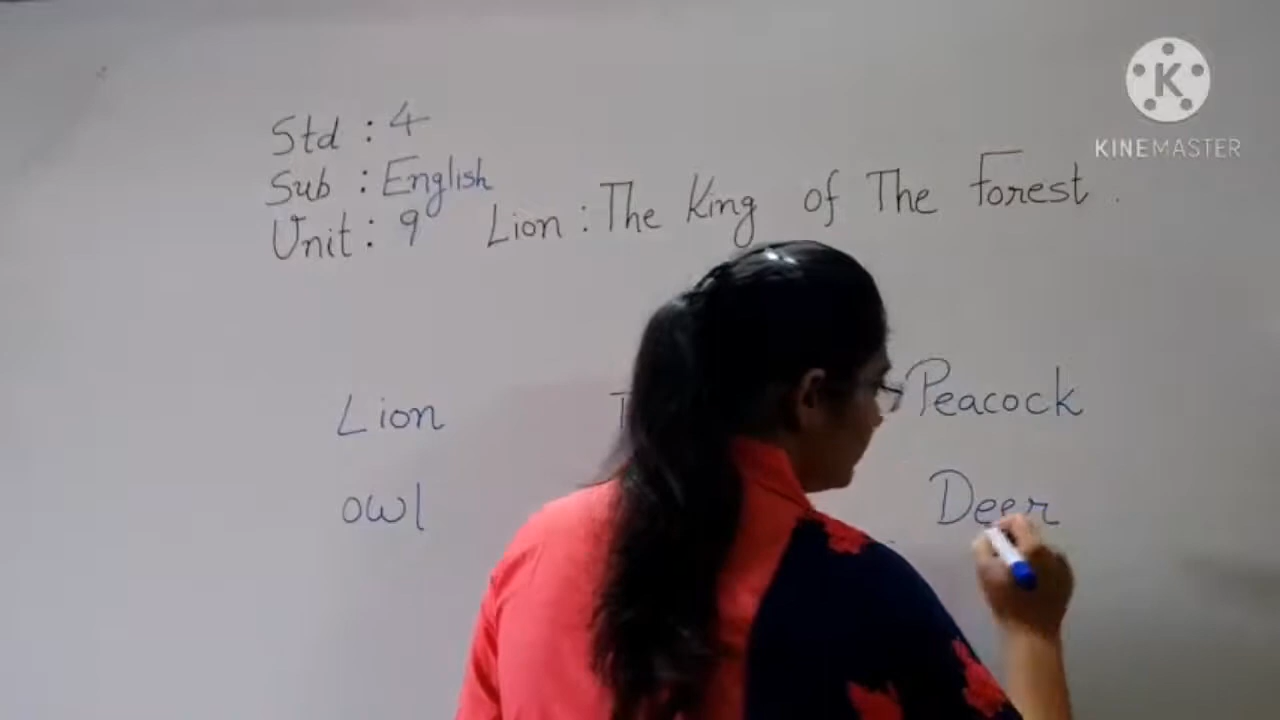 Std : 4
Sub : English
Unit : 9 Lion : The King of The Forest .
Lion Peacock
owl Deer
K
KINEMASTER